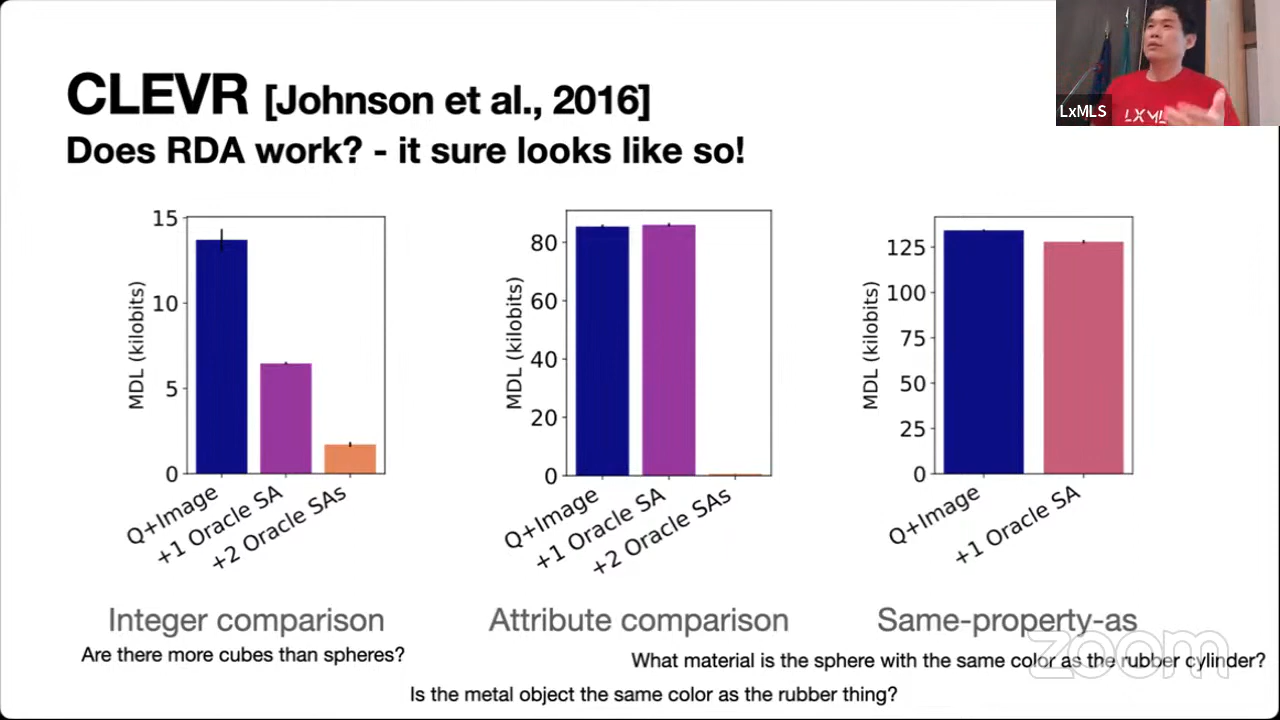 CLEVR [Johnson et al., 2016]
Does RDA work? - it sure looks like so!
LxMLS
LXML
MDL (kilobits)
15
10
5
0
Q+Image
+1 Oracle SA
+2 Oracle SAs
Integer comparison
Are there more cubes than spheres?
MDL (kilobits)
80
60
40
20
0
Q+Image
+1 Oracle SA
+2 Oracle SAs
Attribute comparison
Is the metal object the same color as the rubber thing?
MDL (kilobits)
125
100
75
50
25
0
Q+Image
+1 Oracle SA
Same-property-as
What material is the sphere with the same color as the rubber cylinder?
zoom